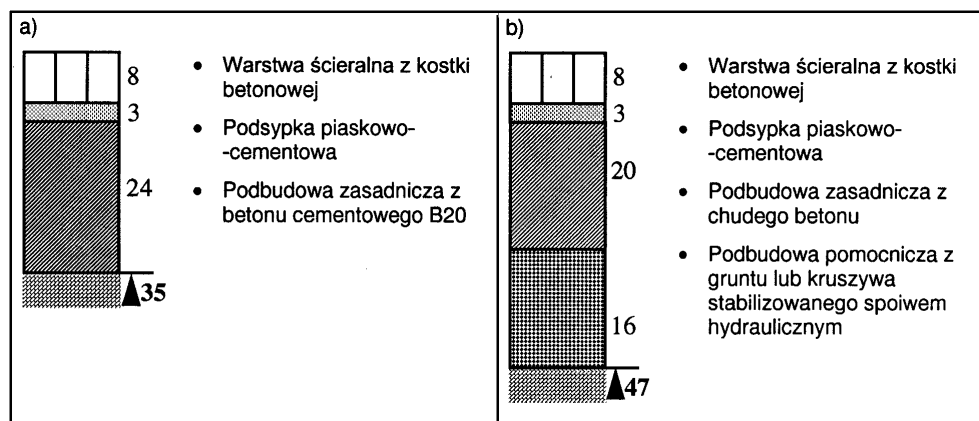 a)
8
3
24
35
• Warstwa ścieralna z kostki
betonowej
• Podsypka piaskowo-
-cementowa
• Podbudowa zasadnicza z
betonu cementowego B20
b)
8
3
20
16
47
• Warstwa ścieralna z kostki
betonowej
• Podsypka piaskowo-
-cementowa
• Podbudowa zasadnicza z
chudego betonu
• Podbudowa pomocnicza z
gruntu lub kruszywa
stabilizowanego spoiwem
hydraulicznym